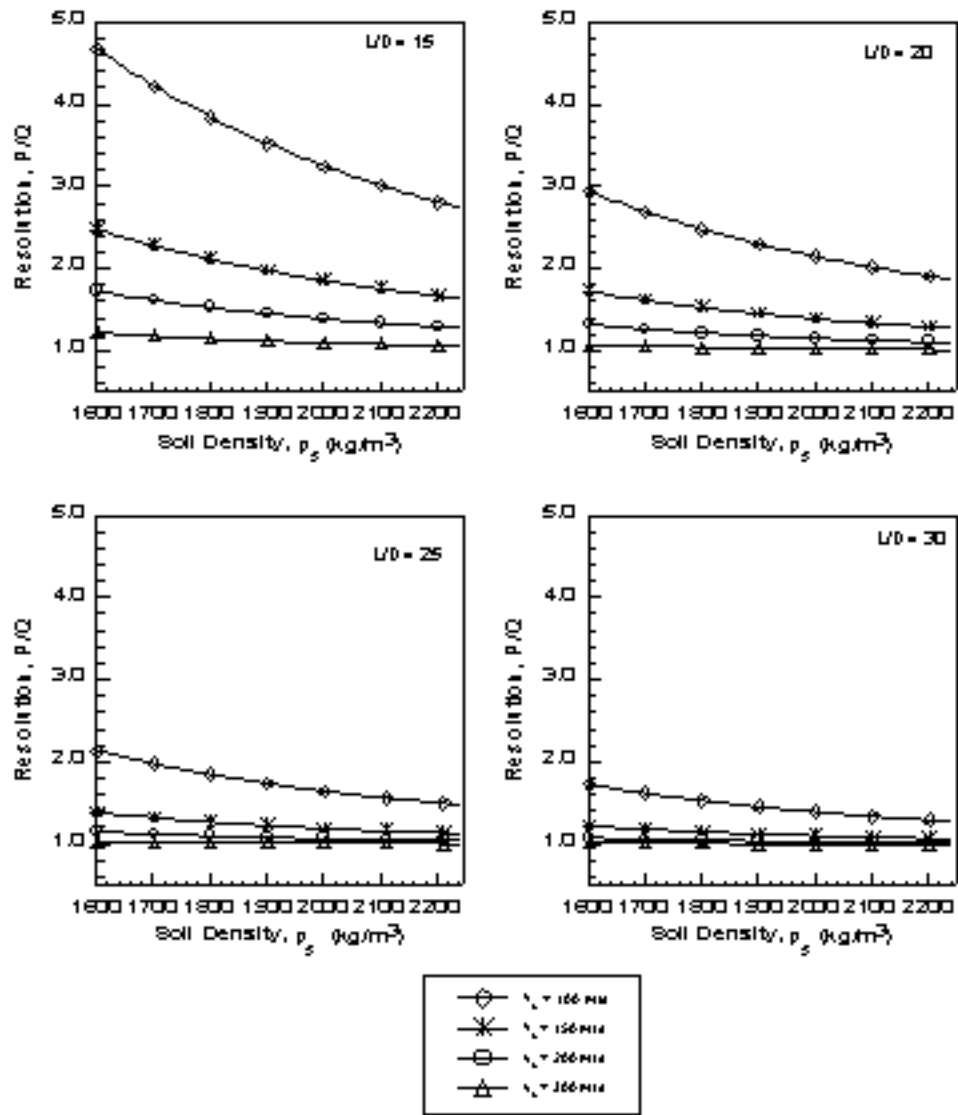 5.0
4.0
3.0
2.0
1.0
Resolution, P/Q
L/D = 15
1600 1700 1800 1900 2000 2100 2200
Soil Density, ρs (kg/m³)
5.0
4.0
3.0
2.0
1.0
Resolution, P/Q
L/D = 20
1600 1700 1800 1900 2000 2100 2200
Soil Density, ρs (kg/m³)
5.0
4.0
3.0
2.0
1.0
Resolution, P/Q
L/D = 25
1600 1700 1800 1900 2000 2100 2200
Soil Density, ρs (kg/m³)
5.0
4.0
3.0
2.0
1.0
Resolution, P/Q
L/D = 30
1600 1700 1800 1900 2000 2100 2200
Soil Density, ρs (kg/m³)